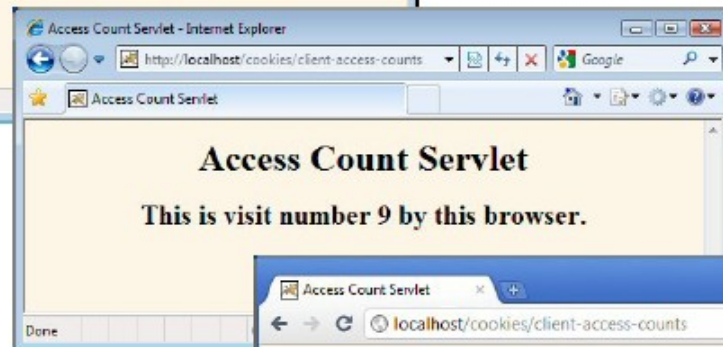 Access Count Servlet - Internet Explorer
http://localhost/cookies/client-access-counts
Google
Access Count Servlet
Access Count Servlet
This is visit number 9 by this browser.
Done
Access Count Servlet
localhost/cookies/client-access-counts